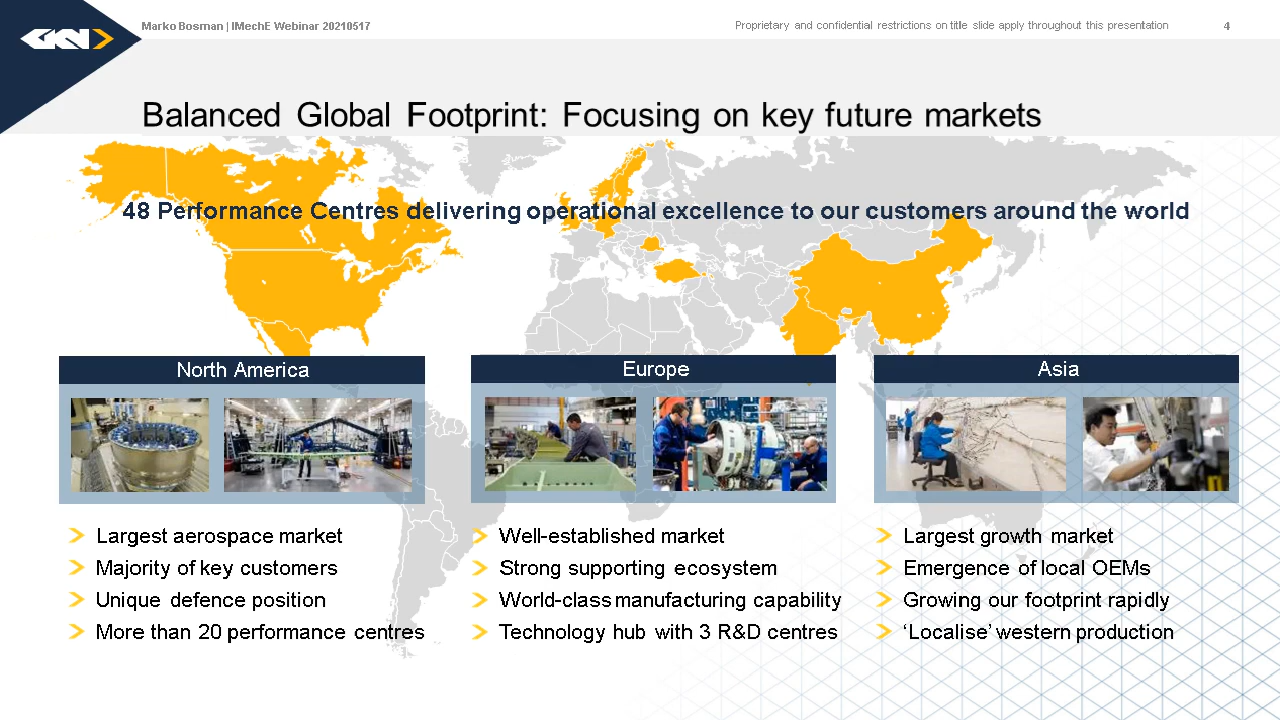 Marko Bosman | IMechE Webinar 20210517
Proprietary and confidential restrictions on title slide apply throughout this presentation
4
GKN
Balanced Global Footprint: Focusing on key future markets
48 Performance Centres delivering operational excellence to our customers around the world
North America
Largest aerospace market
Majority of key customers
Unique defence position
More than 20 performance centres
Europe
Well-established market
Strong supporting ecosystem
World-class manufacturing capability
Technology hub with 3 R&D centres
Asia
Largest growth market
Emergence of local OEMs
Growing our footprint rapidly
‘Localise’ western production